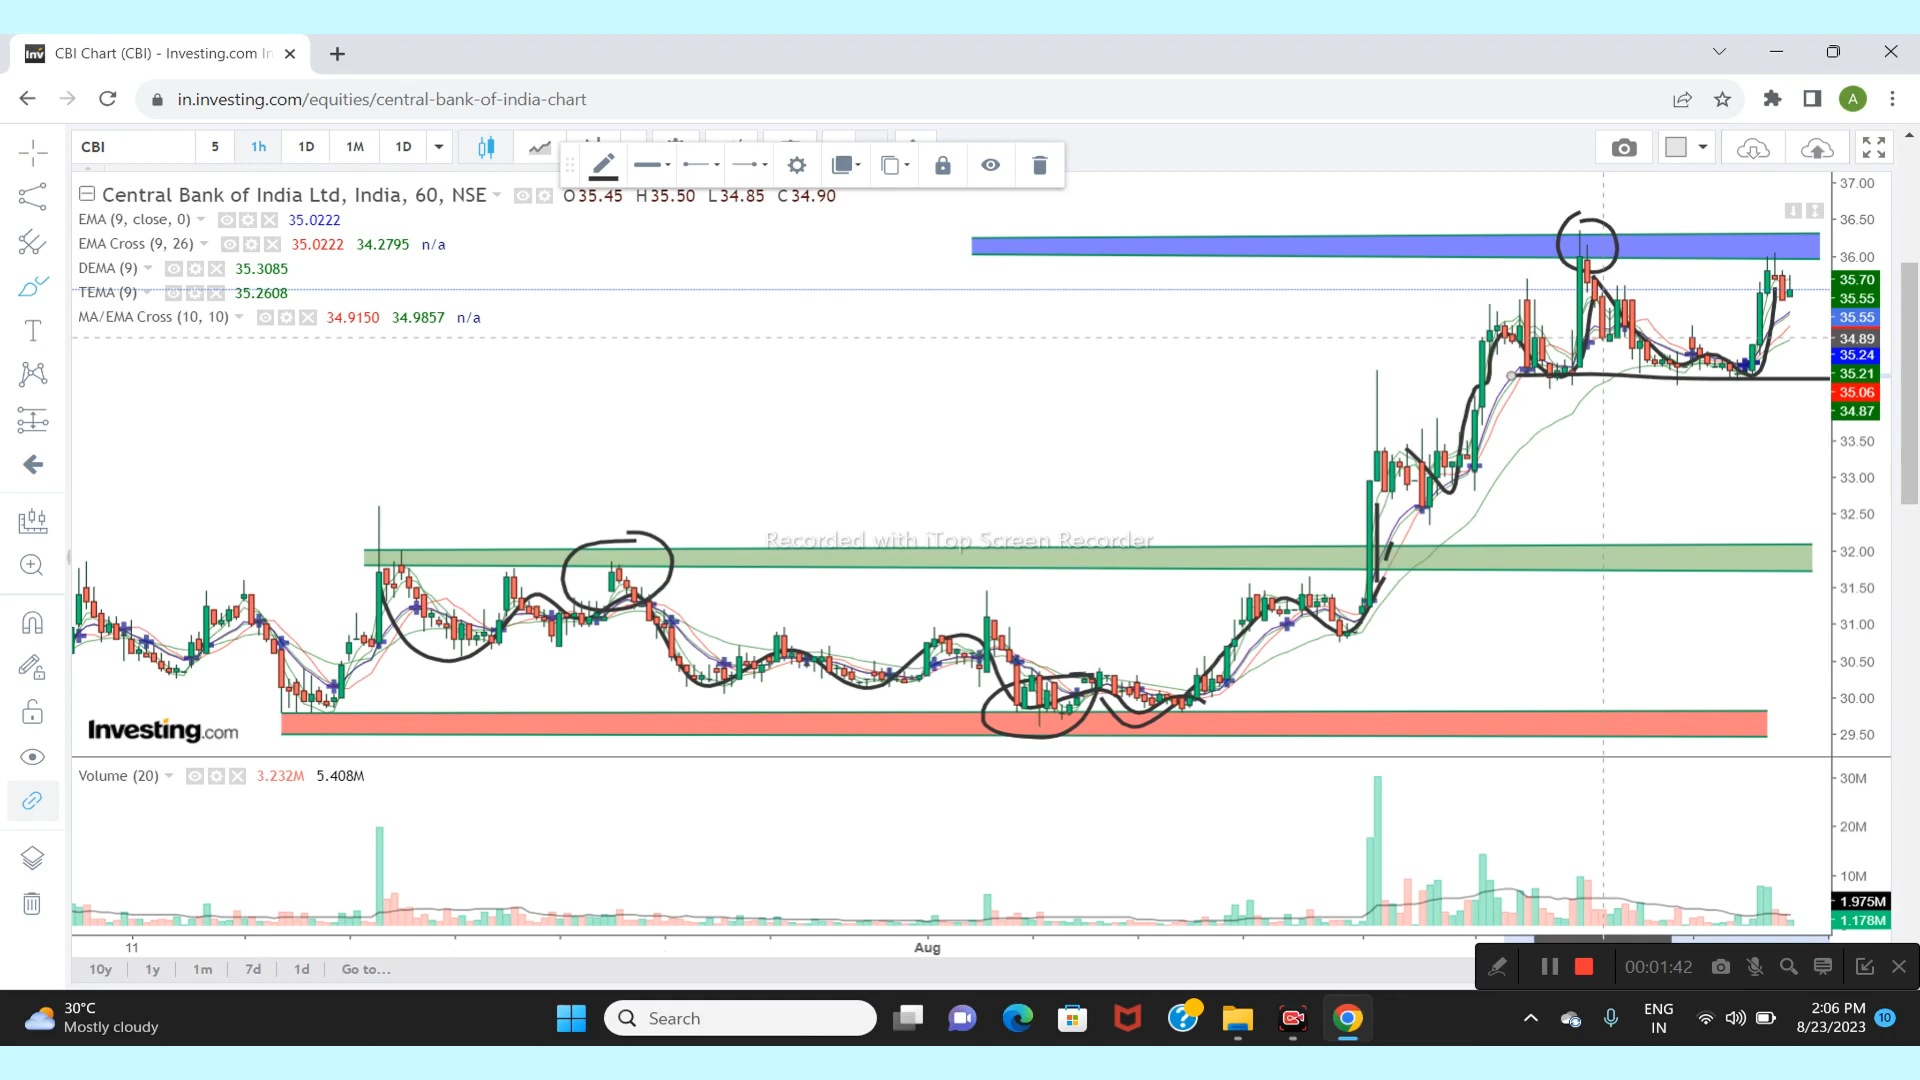 CBI Chart (CBI) - Investing.com In
in.investing.com/equities/central-bank-of-india-chart
A
CBI 5 1h 1D 1M 1D
Central Bank of India Ltd, India, 60, NSE O35.45 H35.50 L34.85 C34.90
EMA (9, close, 0) 35.0222
EMA Cross (9, 26) 35.0222 34.2795 n/a
DEMA (9) 35.3085
TEMA (9) 35.2608
MA/EMA Cross (10, 10) 34.9150 34.9857 n/a
37.00
36.50
36.00
35.70
35.55
35.55
34.89
35.24
35.21
35.06
34.87
33.50
33.00
32.50
32.00
31.50
31.00
30.50
30.00
29.50
Recorded with iTop Screen Recorder
Investing.com
Volume (20) 3.232M 5.408M
30M
20M
10M
1.975M
1.178M
11 Aug
10y 1y 1m 7d 1d Go to...
00:01:42
30°C
Mostly cloudy
Search
ENG
IN
2:06 PM
8/23/2023
10